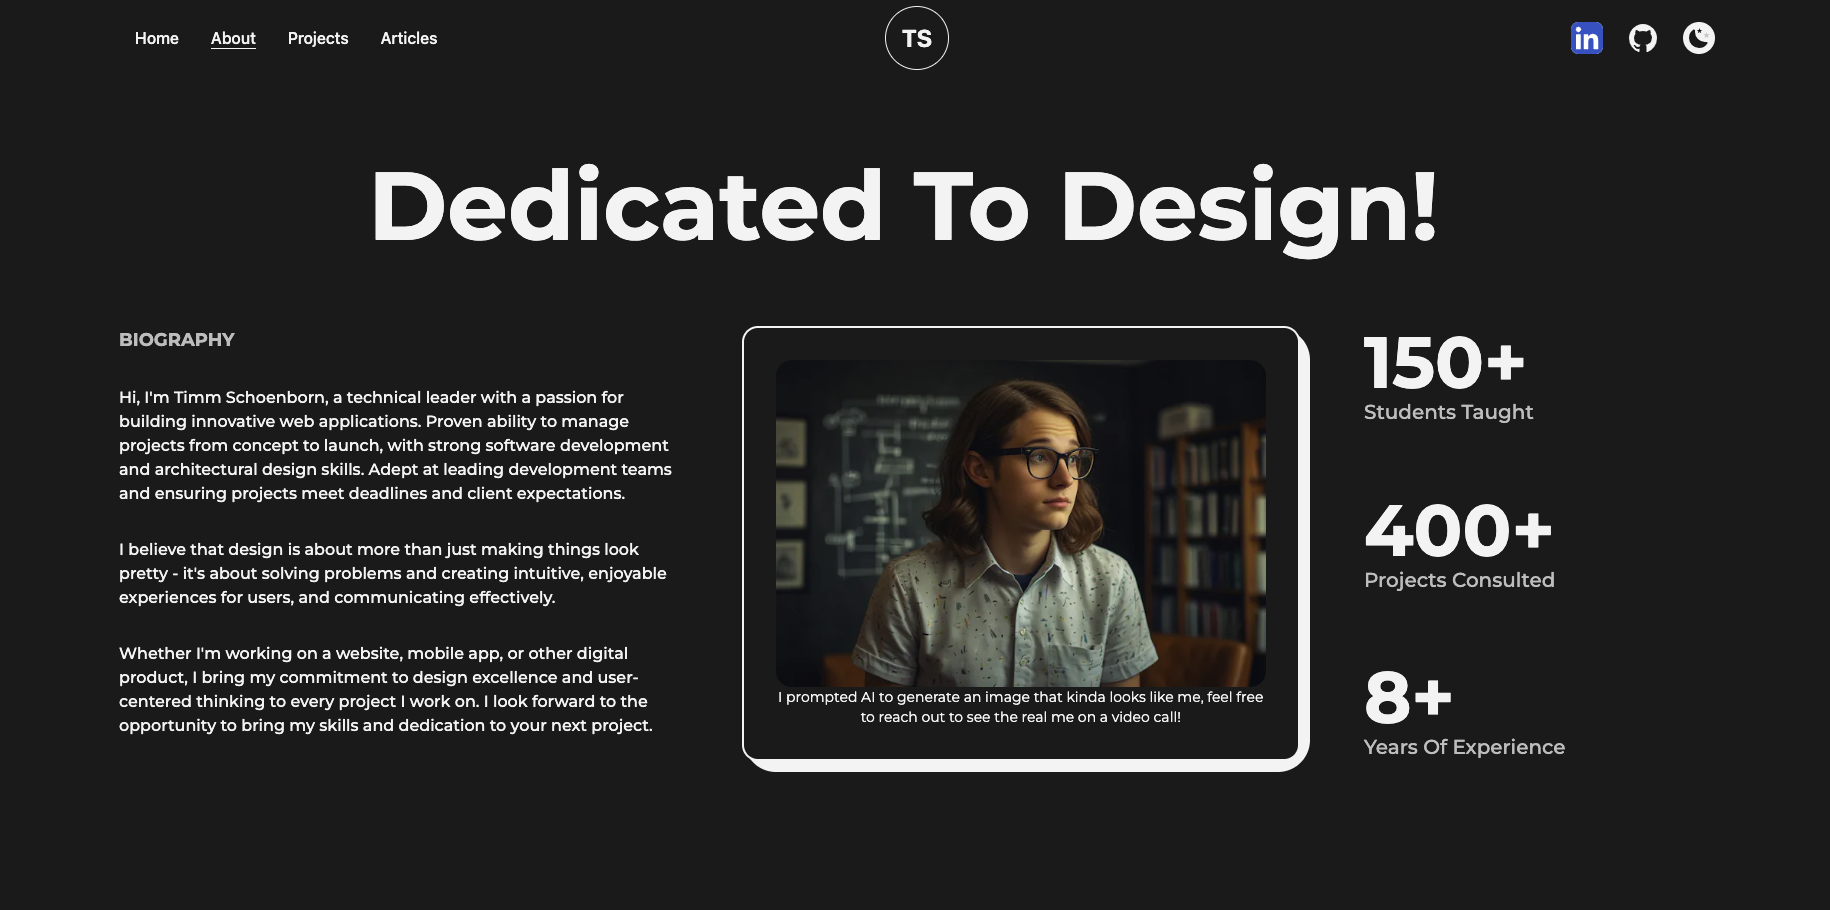 Home About Projects Articles
TS
in
Dedicated To Design!
BIOGRAPHY
Hi, I'm Timm Schoenborn, a technical leader with a passion for
building innovative web applications. Proven ability to manage
projects from concept to launch, with strong software development
and architectural design skills. Adept at leading development teams
and ensuring projects meet deadlines and client expectations.
I believe that design is about more than just making things look
pretty - it's about solving problems and creating intuitive, enjoyable
experiences for users, and communicating effectively.
Whether I'm working on a website, mobile app, or other digital
product, I bring my commitment to design excellence and user-
centered thinking to every project I work on. I look forward to the
opportunity to bring my skills and dedication to your next project.
I prompted AI to generate an image that kinda looks like me, feel free
to reach out to see the real me on a video call!
150+
Students Taught
400+
Projects Consulted
8+
Years Of Experience